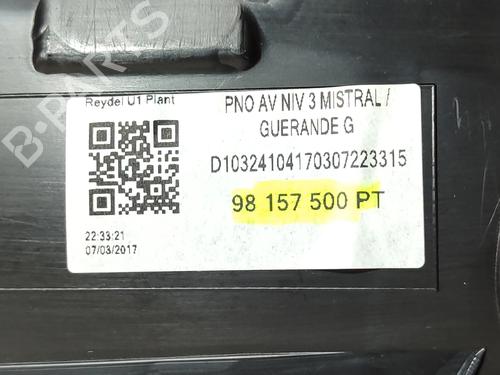 Reydel U1 Plant
PNO AV NIV 3 MISTRAL /
GUERANDE G
D10324104170307223315
98 157 500 PT
22:33:21
07/03/2017
B-PARTS